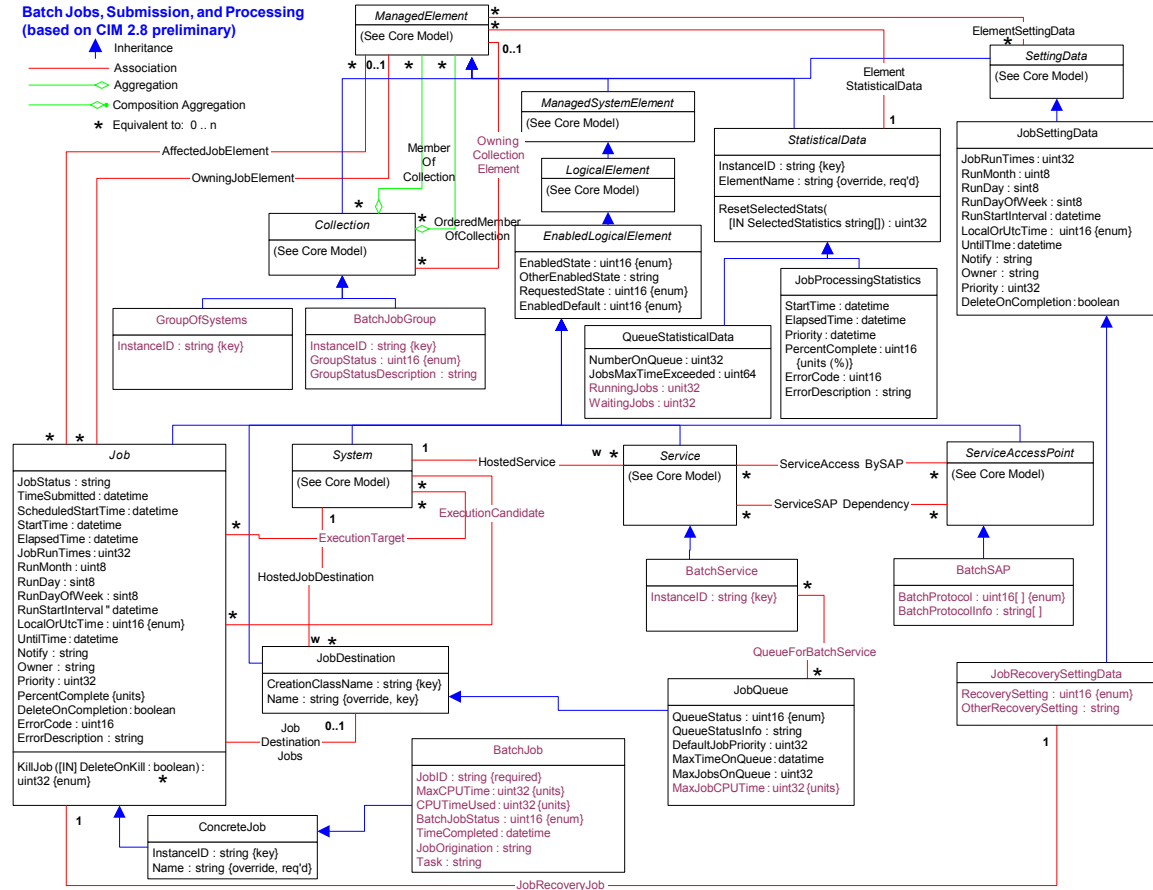 Batch Jobs, Submission, and Processing
(based on CIM 2.8 preliminary)
Inheritance
Association
Aggregation
Composition Aggregation
* Equivalent to: 0 .. n
ManagedElement
(See Core Model)
*
*
0..1
0..1
*
*
*
ElementSettingData
*
SettingData
(See Core Model)
Element
StatisticalData
1
ManagedSystemElement
(See Core Model)
LogicalElement
(See Core Model)
Owning
Collection
Element
Member
Of
Collection
AffectedJobElement
OwningJobElement
*
*
OrderedMember
OfCollection
*
Collection
(See Core Model)
EnabledLogicalElement
EnabledState : uint16 {enum}
OtherEnabledState : string
RequestedState : uint16 {enum}
EnabledDefault : uint16 {enum}
StatisticalData
InstanceID : string {key}
ElementName : string {override, req'd}
ResetSelectedStats(
[IN SelectedStatistics string[]) : uint32
JobSettingData
JobRunTimes : uint32
RunMonth : uint8
RunDay : sint8
RunDayOfWeek : sint8
RunStartInterval : datetime
LocalOrUtcTime : uint16 {enum}
UntilTIme : datetime
Notify : string
Owner : string
Priority : uint32
DeleteOnCompletion : boolean
GroupOfSystems
InstanceID : string {key}
BatchJobGroup
InstanceID : string {key}
GroupStatus : uint16 {enum}
GroupStatusDescription : string
QueueStatisticalData
NumberOnQueue : uint32
JobsMaxTimeExceeded : uint64
RunningJobs : unit32
WaitingJobs : uint32
JobProcessingStatistics
StartTime : datetime
ElapsedTime : datetime
Priority : datetime
PercentComplete : uint16
{units (%)}
ErrorCode : uint16
ErrorDescription : string
*
*
Job
JobStatus : string
TimeSubmitted : datetime
ScheduledStartTime : datetime
StartTime : datetime
ElapsedTime : datetime
JobRunTimes : uint32
RunMonth : uint8
RunDay : sint8
RunDayOfWeek : sint8
RunStartInterval " datetime
LocalOrUtcTime : uint16 {enum}
UntilTime : datetime
Notify : string
Owner : string
Priority : uint32
PercentComplete {units}
DeleteOnCompletion : boolean
ErrorCode : uint16
ErrorDescription : string
KillJob ([IN] DeleteOnKill : boolean) :
uint32 {enum}
*
System
(See Core Model)
1
HostedService
w *
*
*
1
ExecutionCandidate
*
ExecutionTarget
HostedJobDestination
*
w *
Service
(See Core Model)
*
ServiceAccess BySAP
*
ServiceSAP Dependency
*
*
ServiceAccessPoint
(See Core Model)
BatchService
InstanceID : string {key}
*
BatchSAP
BatchProtocol : uint16[ ] {enum}
BatchProtocolInfo : string[ ]
QueueForBatchService
*
JobDestination
CreationClassName : string {key}
Name : string {override, key}
0..1
Job
Destination
Jobs
JobQueue
QueueStatus : uint16 {enum}
QueueStatusInfo : string
DefaultJobPriority : uint32
MaxTimeOnQueue : datatime
MaxJobsOnQueue : uint32
MaxJobCPUTime : uint32 {units}
JobRecoverySettingData
RecoverySetting : uint16 {enum}
OtherRecoverySetting : string
1
BatchJob
JobID : string {required}
MaxCPUTime : uint32 {units}
CPUTimeUsed : uint32 {units}
BatchJobStatus : uint16 {enum}
TimeCompleted : datetime
JobOrigination : string
Task : string
1
ConcreteJob
InstanceID : string {key}
Name : string {override, req'd}
JobRecoveryJob